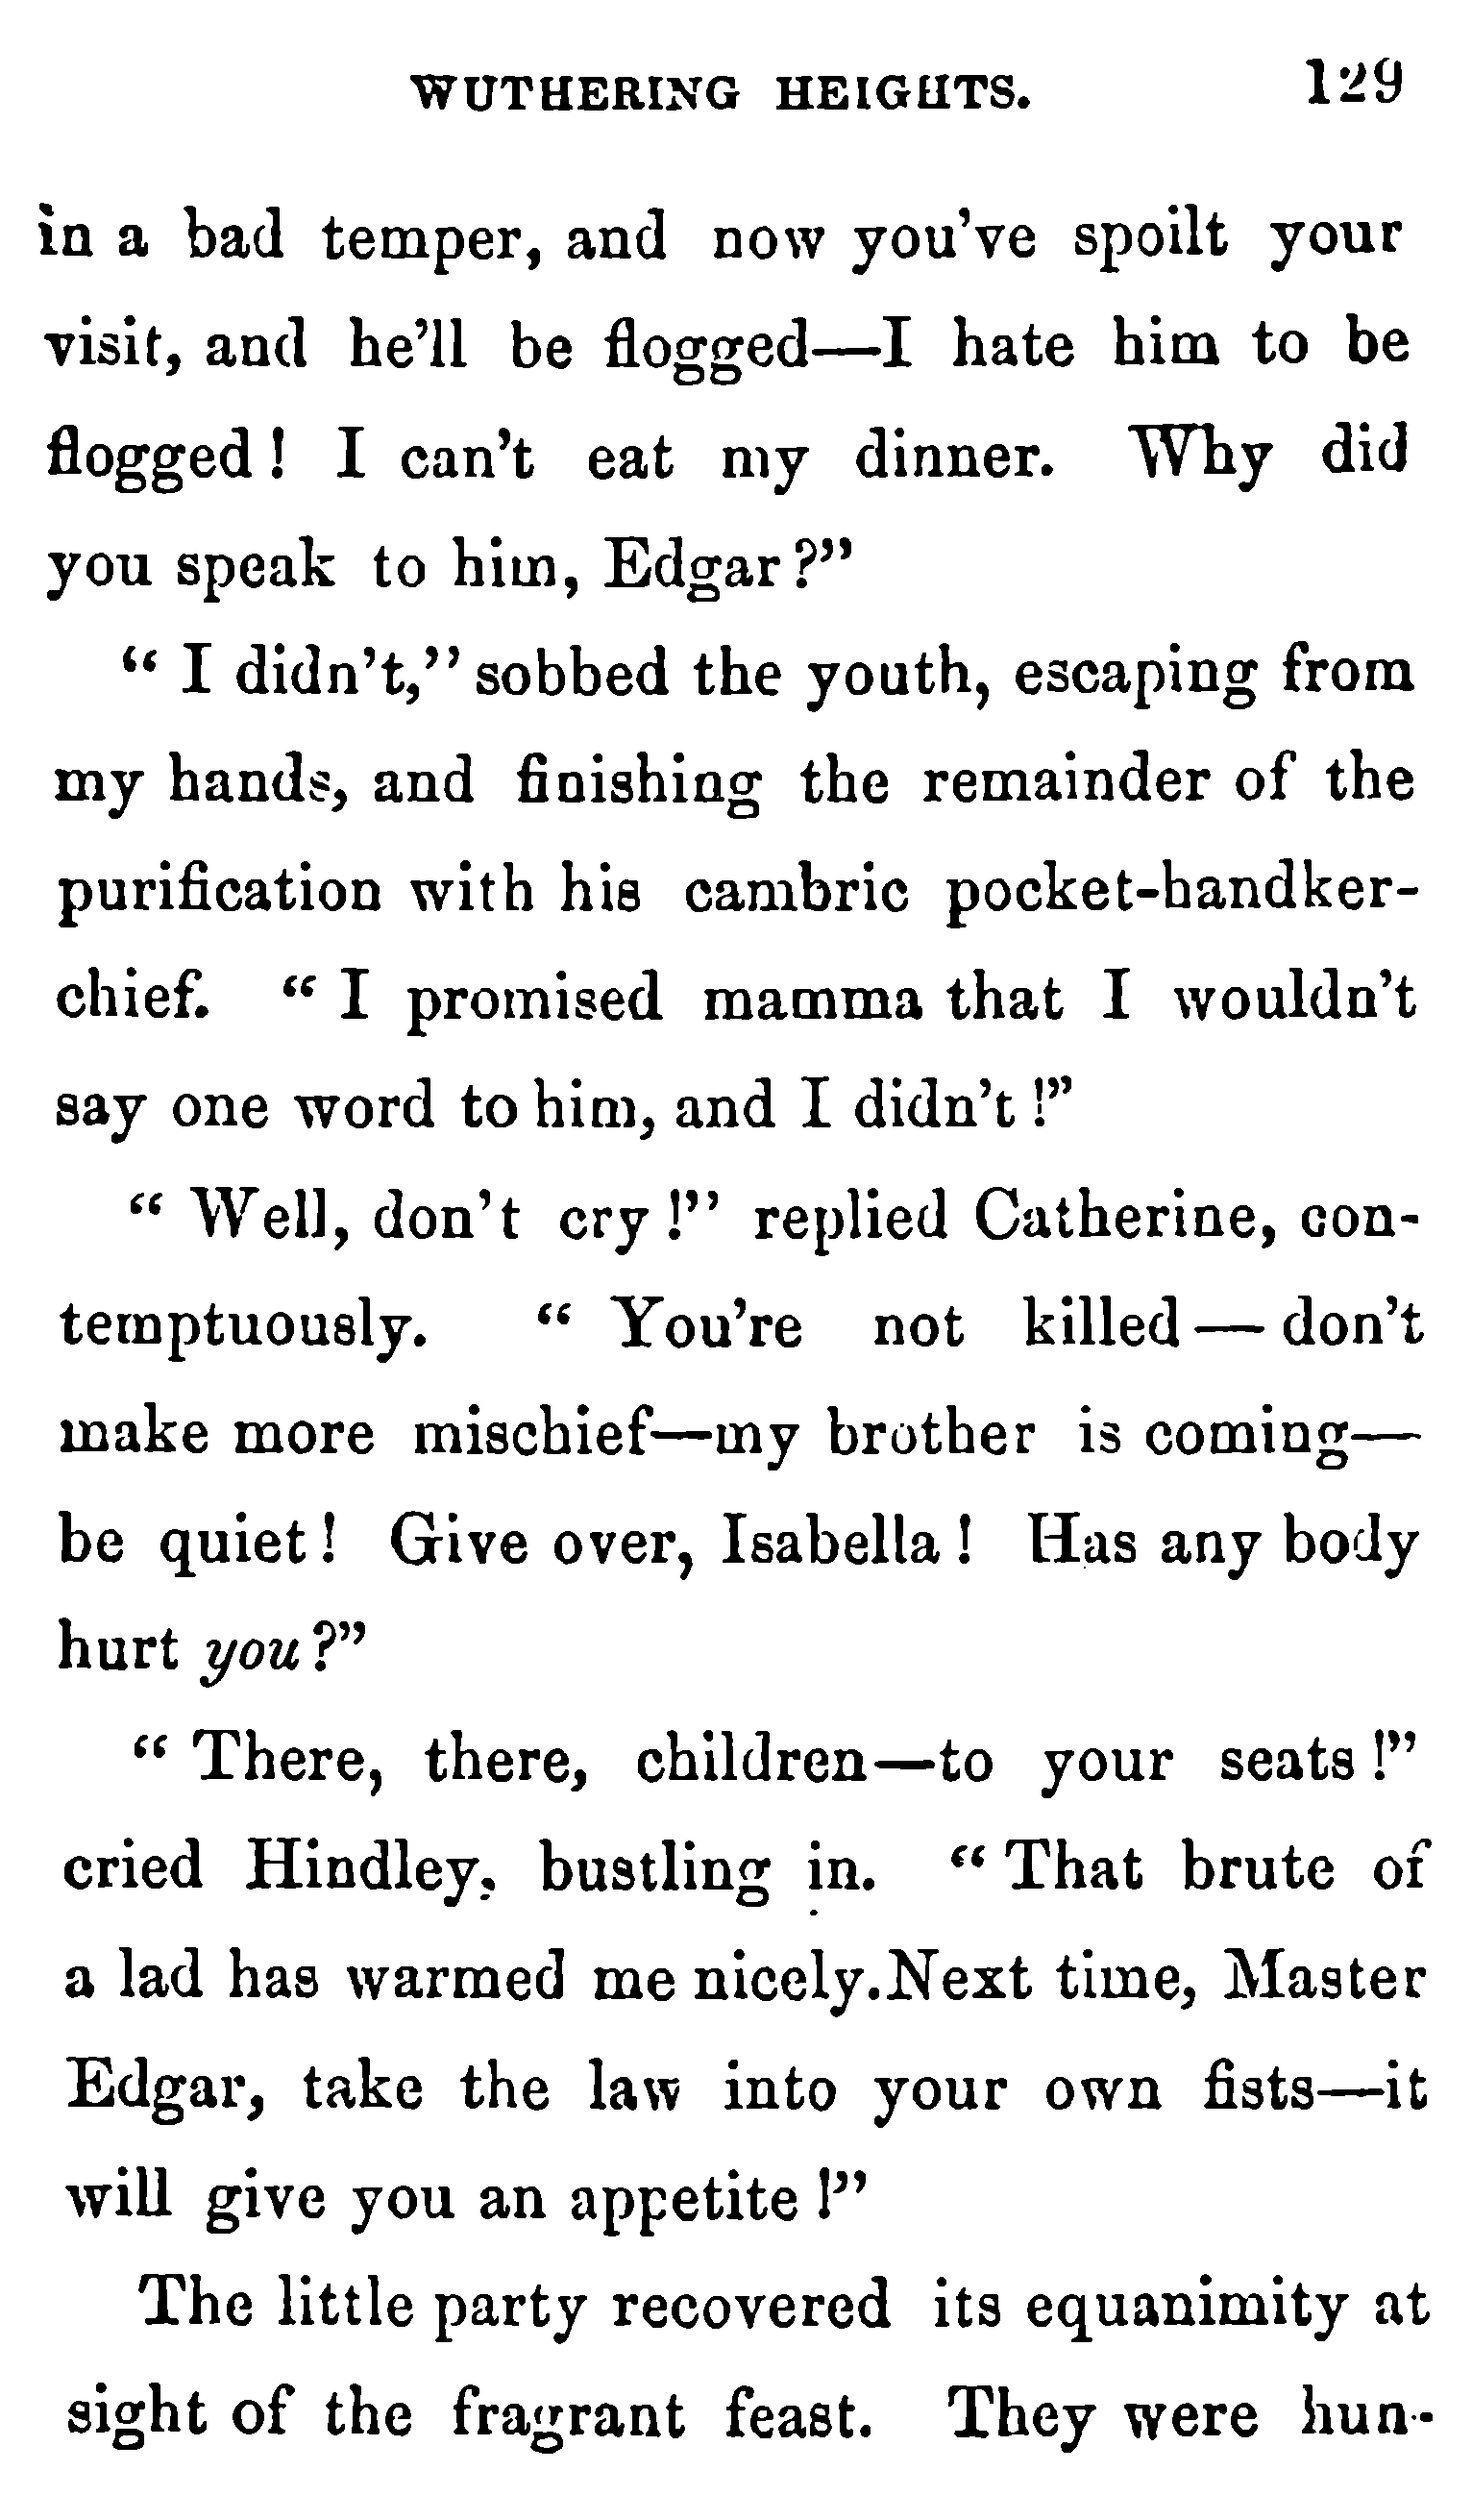 WUTHERING HEIGHTS. 129
in a bad temper, and now you've spoilt your
visit, and he'll be flogged—I hate him to be
flogged! I can't eat my dinner. Why did
you speak to him, Edgar?"
"I didn't," sobbed the youth, escaping from
my hands, and finishing the remainder of the
purification with his cambric pocket-handker-
chief. "I promised mamma that I wouldn't
say one word to him, and I didn't!"
"Well, don't cry!" replied Catherine, con-
temptuously. "You're not killed—don't
make more mischief—my brother is coming—
be quiet! Give over, Isabella! Has any body
hurt you?"
"There, there, children—to your seats!"
cried Hindley, bustling in. "That brute of
a lad has warmed me nicely. Next time, Master
Edgar, take the law into your own fists—it
will give you an appetite!"
The little party recovered its equanimity at
sight of the fragrant feast. They were hun-